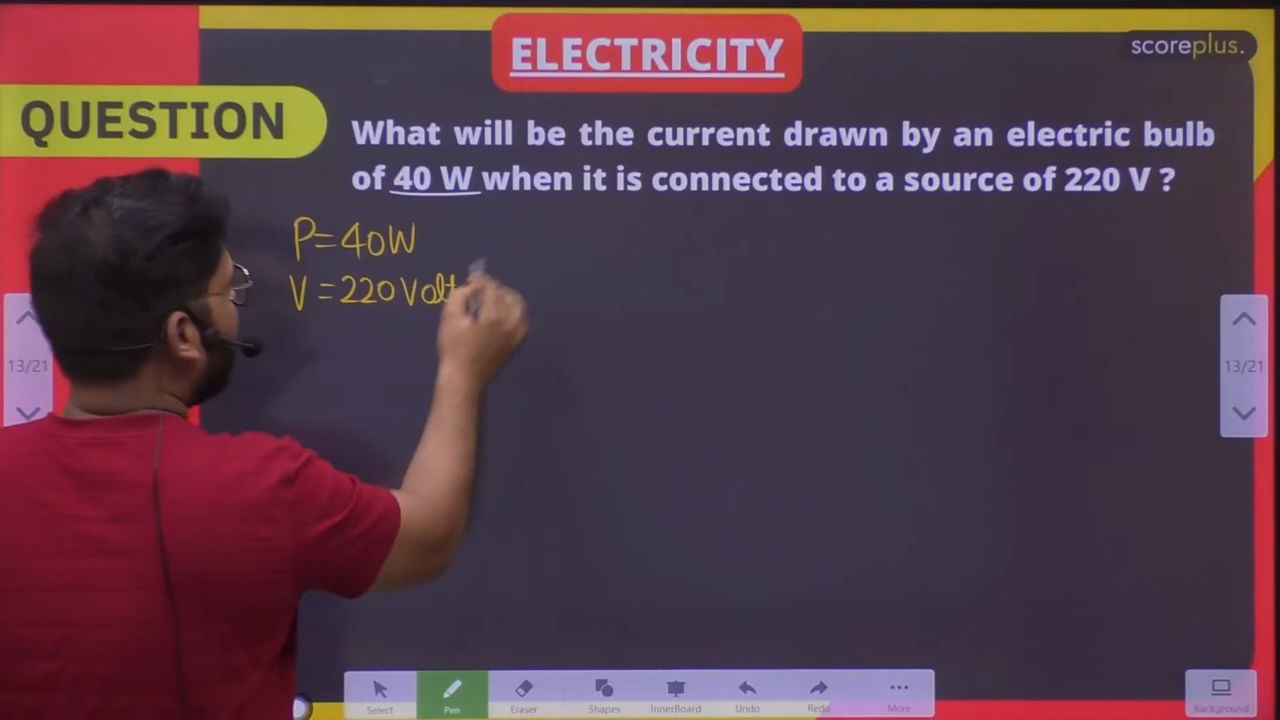 ELECTRICITY
scoreplus.
QUESTION
What will be the current drawn by an electric bulb
of 40 W when it is connected to a source of 220 V ?
P=40W
V=220Volt
13/21
13/21
Select
Pen
Eraser
Shapes
InnerBoard
Undo
Redo
More
Background